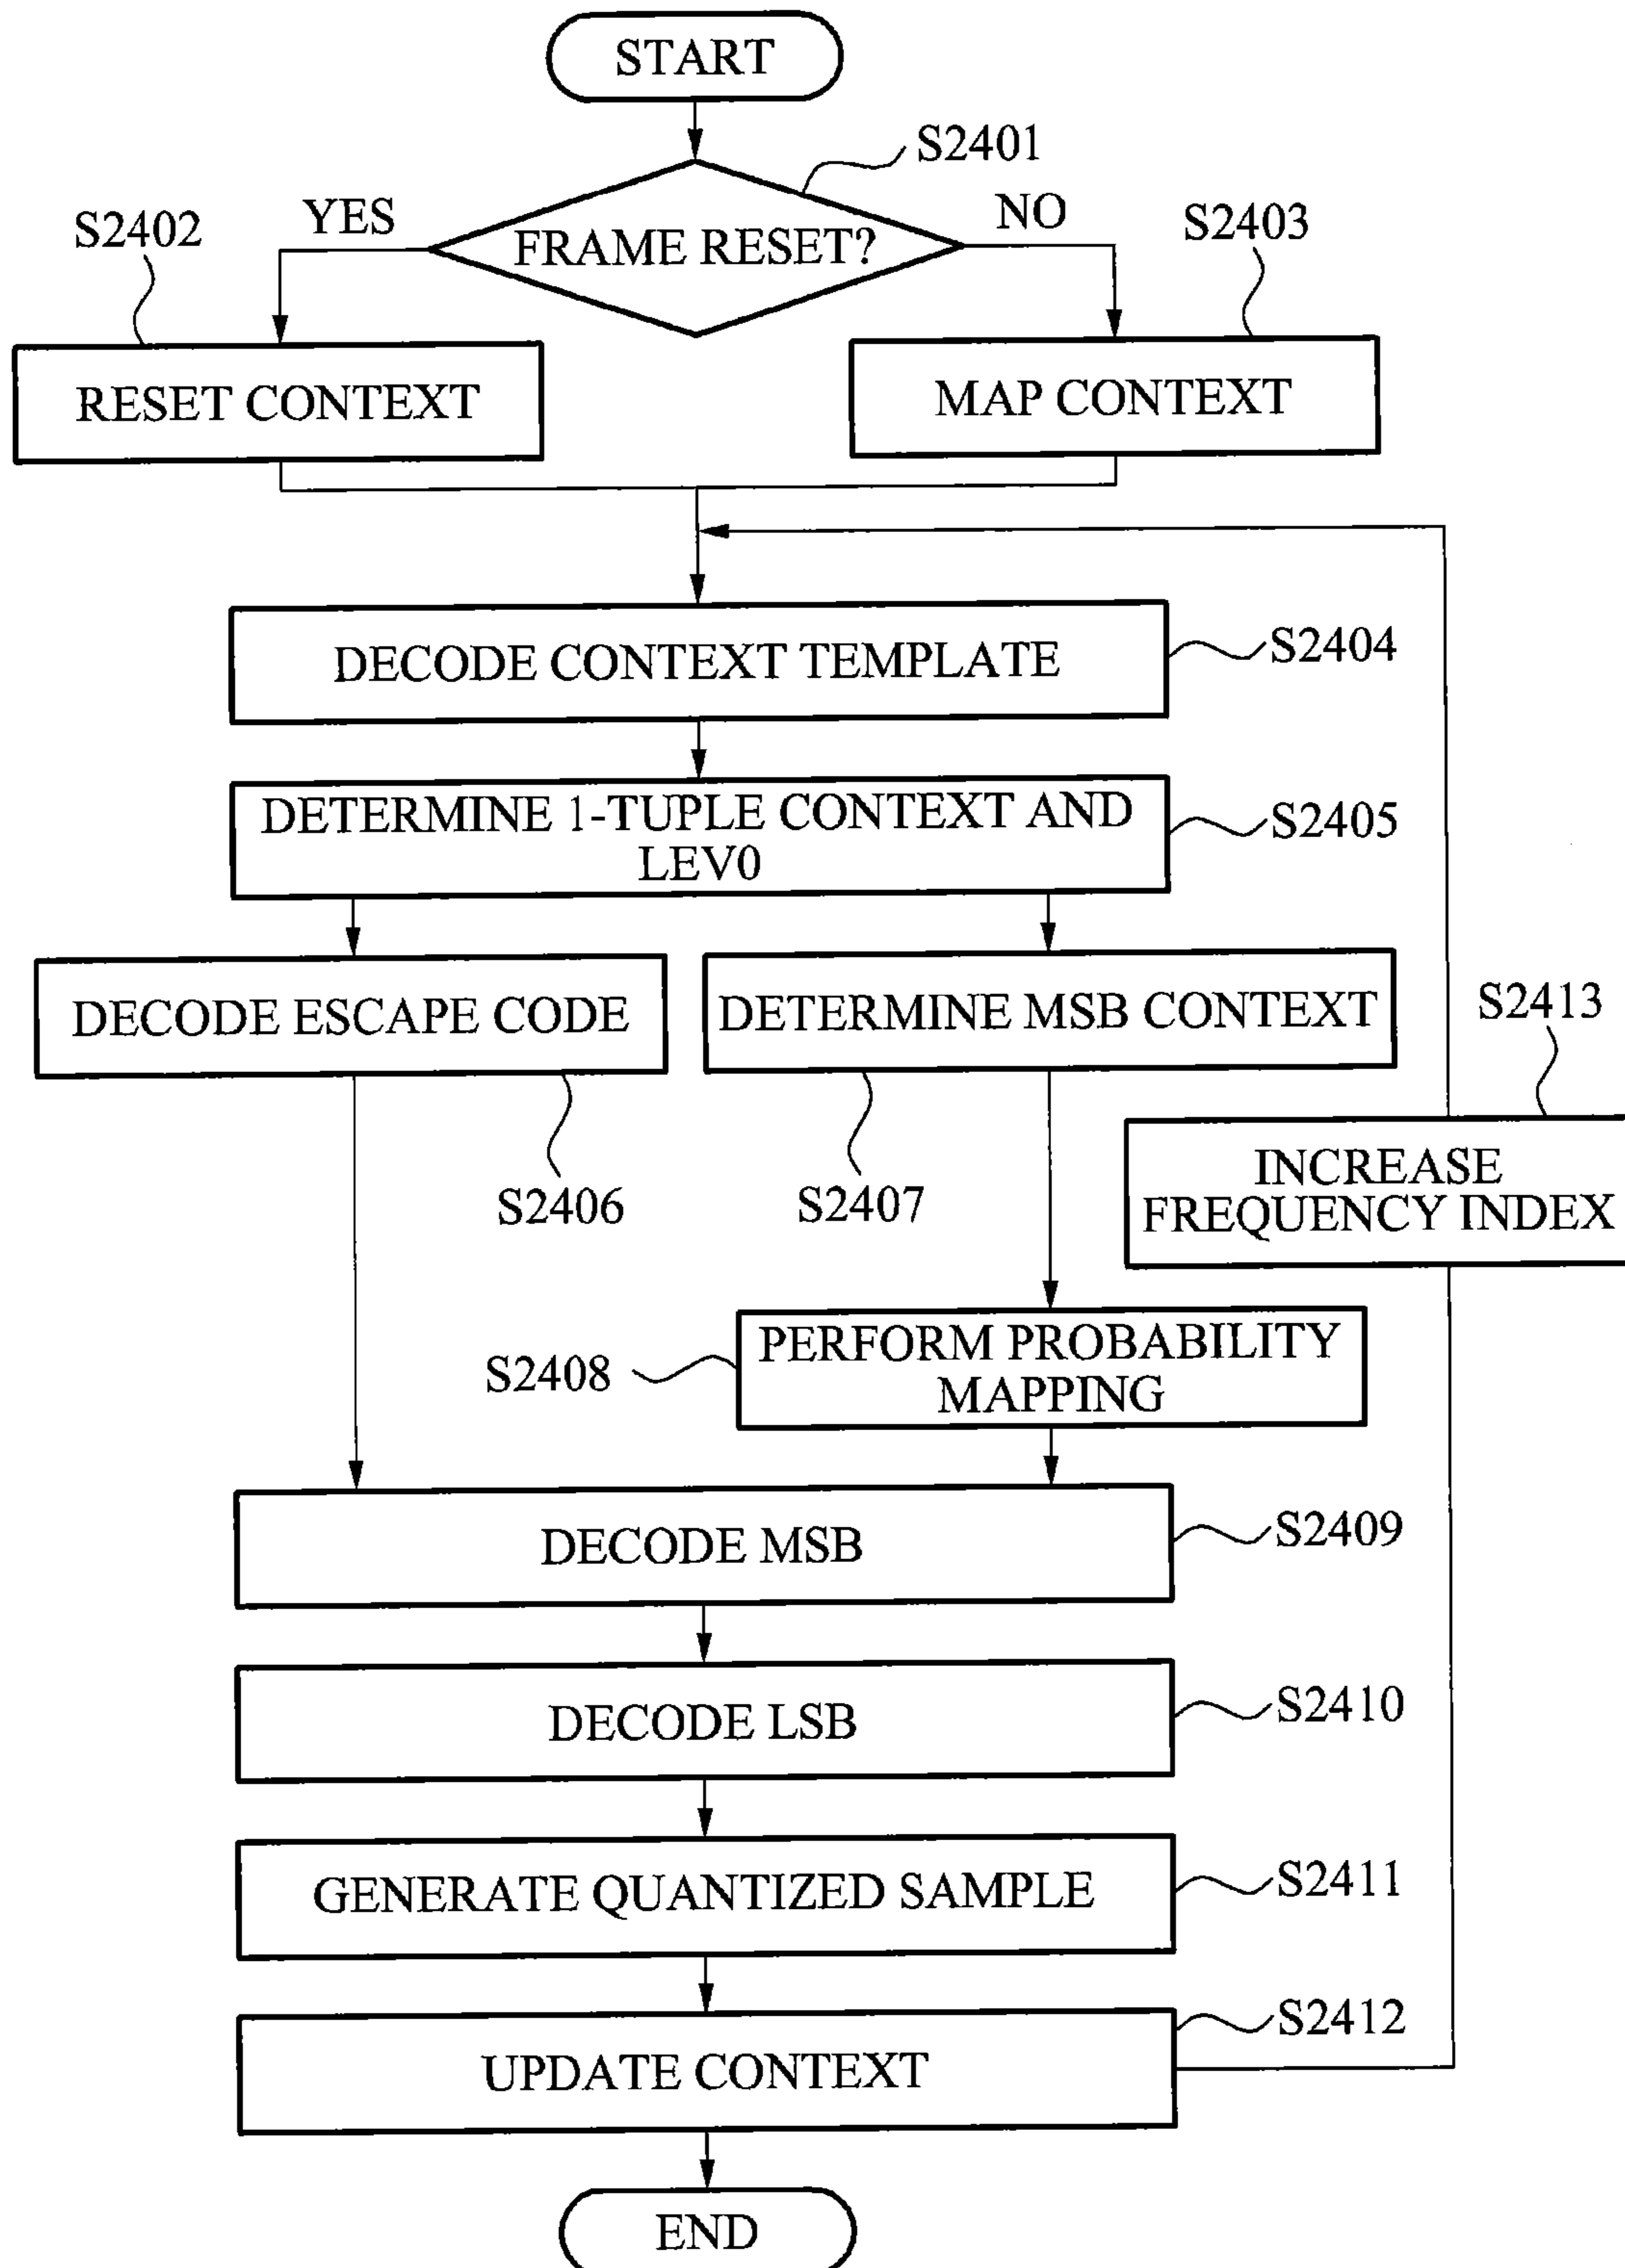 START
S2401
YES
NO
S2402
S2403
FRAME RESET?
RESET CONTEXT
MAP CONTEXT
DECODE CONTEXT TEMPLATE
S2404
DETERMINE 1-TUPLE CONTEXT AND
LEV0
S2405
DECODE ESCAPE CODE
DETERMINE MSB CONTEXT
S2413
S2406
S2407
INCREASE
FREQUENCY INDEX
S2408
PERFORM PROBABILITY
MAPPING
DECODE MSB
S2409
DECODE LSB
S2410
GENERATE QUANTIZED SAMPLE
S2411
UPDATE CONTEXT
S2412
END